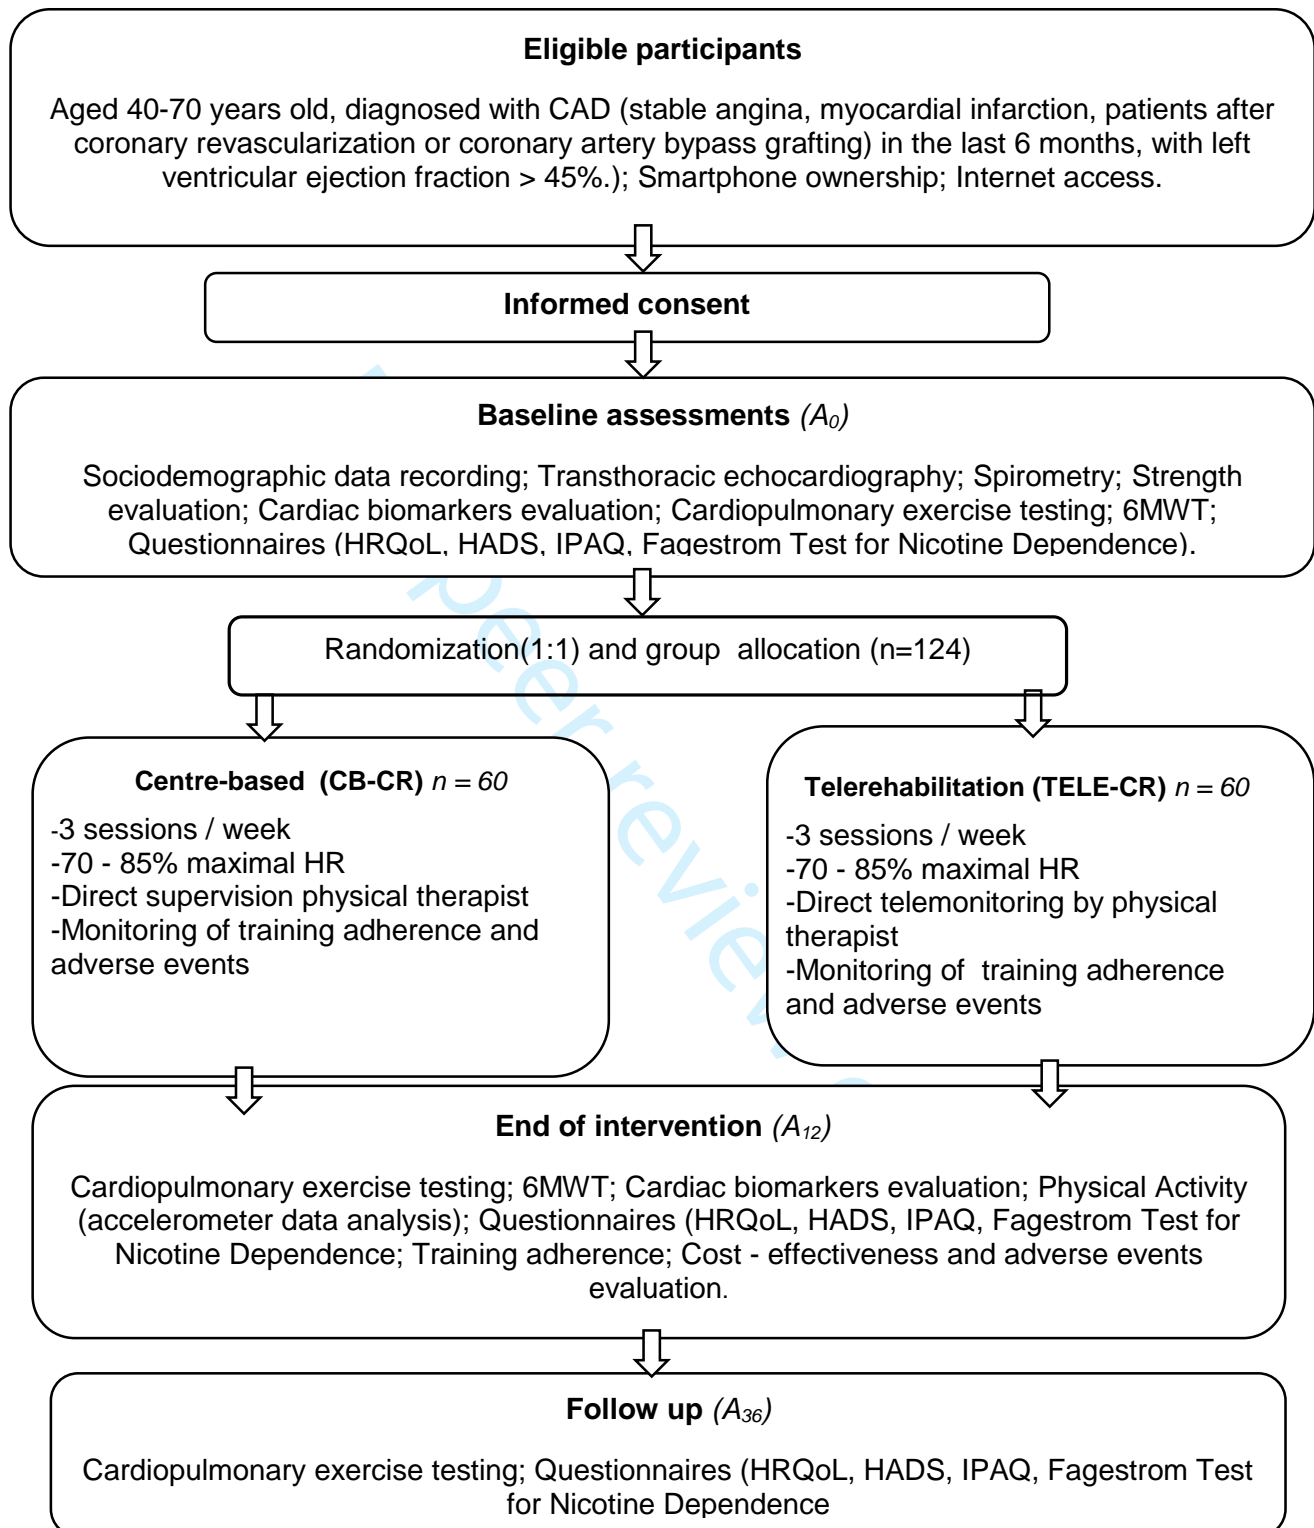 Eligible participants
Aged 40-70 years old, diagnosed with CAD (stable angina, myocardial infarction, patients after
coronary revascularization or coronary artery bypass grafting) in the last 6 months, with left
ventricular ejection fraction > 45%.); Smartphone ownership; Internet access.
Informed consent
Baseline assessments (A0)
Sociodemographic data recording; Transthoracic echocardiography; Spirometry; Strength
evaluation; Cardiac biomarkers evaluation; Cardiopulmonary exercise testing; 6MWT;
Questionnaires (HRQoL, HADS, IPAQ, Fagestrom Test for Nicotine Dependence).
Randomization(1:1) and group allocation (n=124)
Centre-based (CB-CR) n = 60
-3 sessions / week
-70 - 85% maximal HR
-Direct supervision physical therapist
-Monitoring of training adherence and
adverse events
Telerehabilitation (TELE-CR) n = 60
-3 sessions / week
-70 - 85% maximal HR
-Direct telemonitoring by physical
therapist
-Monitoring of training adherence
and adverse events
End of intervention (A12)
Cardiopulmonary exercise testing; 6MWT; Cardiac biomarkers evaluation; Physical Activity
(accelerometer data analysis); Questionnaires (HRQoL, HADS, IPAQ, Fagestrom Test for
Nicotine Dependence; Training adherence; Cost - effectiveness and adverse events
evaluation.
Follow up (A36)
Cardiopulmonary exercise testing; Questionnaires (HRQoL, HADS, IPAQ, Fagestrom Test
for Nicotine Dependence
peer review